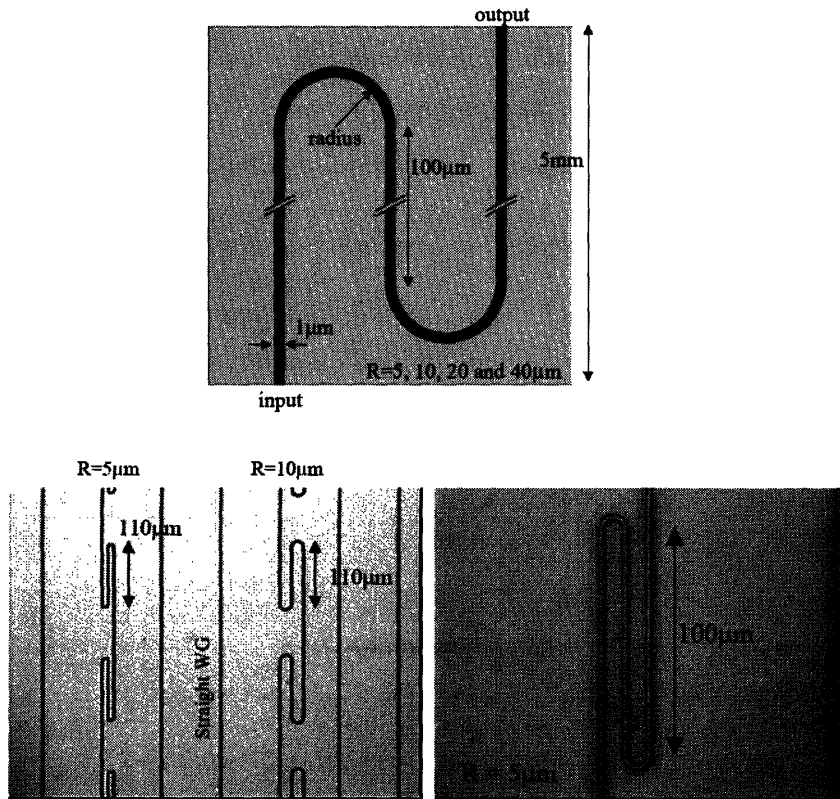 output
radius
100μm
5mm
1μm
R=5, 10, 20 and 40μm
input
R=5μm
R=10μm
110μm
110μm
Straight WG
100μm
R = 5μm